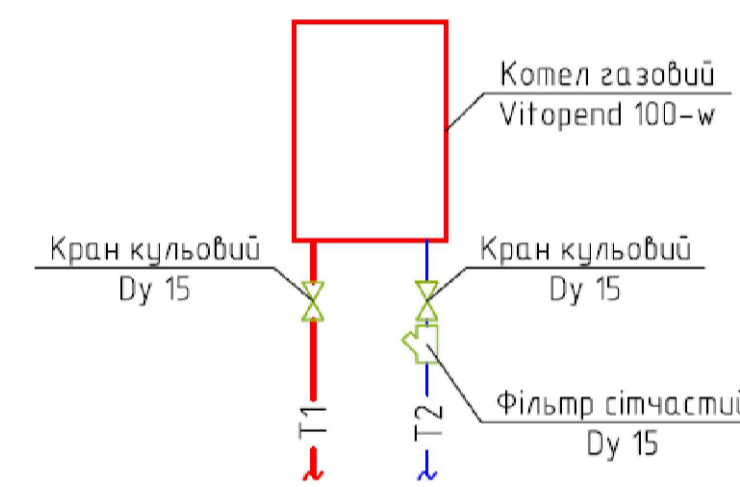 Котел газовий
Vitopend 100-w
Кран кульовий
Dy 15
Кран кульовий
Dy 15
Фільтр сітчастий
Dy 15
T1
T2